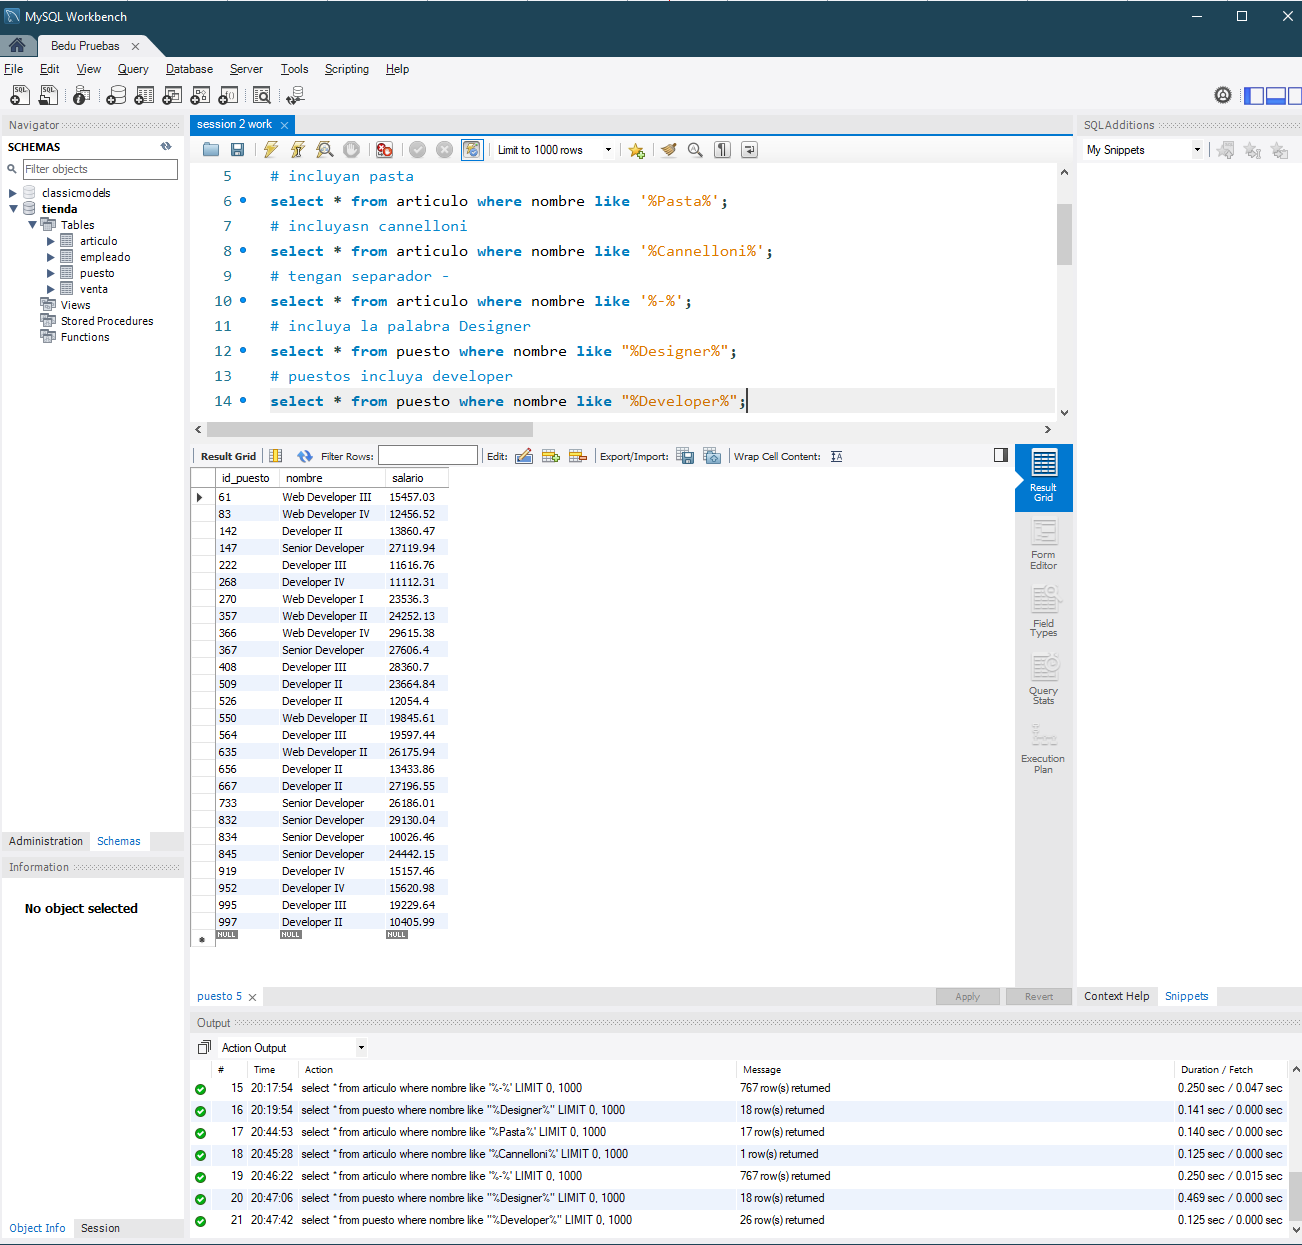 MySQL Workbench
Bedu Pruebas
File Edit View Query Database Server Tools Scripting Help
Navigator
SCHEMAS
Filter objects
classicmodels
tienda
Tables
articulo
empleado
puesto
venta
Views
Stored Procedures
Functions
Administration Schemas
Information
No object selected
Object Info Session
session 2 work
Limit to 1000 rows
5 # incluyan pasta
6 select * from articulo where nombre like '%Pasta%';
7 # incluyasn cannelloni
8 select * from articulo where nombre like '%Cannelloni%';
9 # tengan separador -
10 select * from articulo where nombre like '%-%';
11 # incluya la palabra Designer
12 select * from puesto where nombre like "%Designer%";
13 # puestos incluya developer
14 select * from puesto where nombre like "%Developer%";
Result Grid Filter Rows: Edit: Export/Import: Wrap Cell Content:
id_puesto nombre salario
61 Web Developer III 15457.03
83 Web Developer IV 12456.52
142 Developer II 13860.47
147 Senior Developer 27119.94
222 Developer III 11616.76
268 Developer IV 11112.31
270 Web Developer I 23536.3
357 Web Developer II 24252.13
366 Web Developer IV 29615.38
367 Senior Developer 27606.4
408 Developer III 28360.7
509 Developer II 23664.84
526 Developer II 12054.4
550 Web Developer II 19845.61
564 Developer III 19597.44
635 Web Developer II 26175.94
656 Developer II 13433.86
667 Developer II 27196.55
733 Senior Developer 26186.01
832 Senior Developer 29130.04
834 Senior Developer 10026.46
845 Senior Developer 24442.15
919 Developer IV 15157.46
952 Developer IV 15620.98
995 Developer III 19229.64
997 Developer II 10405.99
NULL NULL NULL
Result
Grid
Form
Editor
Field
Types
Query
Stats
Execution
Plan
puesto 5
Apply Revert
SQLAdditions
My Snippets
Context Help Snippets
Output
Action Output
# Time Action Message Duration / Fetch
15 20:17:54 select * from articulo where nombre like '%-%' LIMIT 0, 1000 767 row(s) returned 0.250 sec / 0.047 sec
16 20:19:54 select * from puesto where nombre like "%Designer%" LIMIT 0, 1000 18 row(s) returned 0.141 sec / 0.000 sec
17 20:44:53 select * from articulo where nombre like '%Pasta%' LIMIT 0, 1000 17 row(s) returned 0.140 sec / 0.000 sec
18 20:45:28 select * from articulo where nombre like '%Cannelloni%' LIMIT 0, 1000 1 row(s) returned 0.125 sec / 0.000 sec
19 20:46:22 select * from articulo where nombre like '%-%' LIMIT 0, 1000 767 row(s) returned 0.250 sec / 0.015 sec
20 20:47:06 select * from puesto where nombre like "%Designer%" LIMIT 0, 1000 18 row(s) returned 0.469 sec / 0.000 sec
21 20:47:42 select * from puesto where nombre like "%Developer%" LIMIT 0, 1000 26 row(s) returned 0.125 sec / 0.000 sec